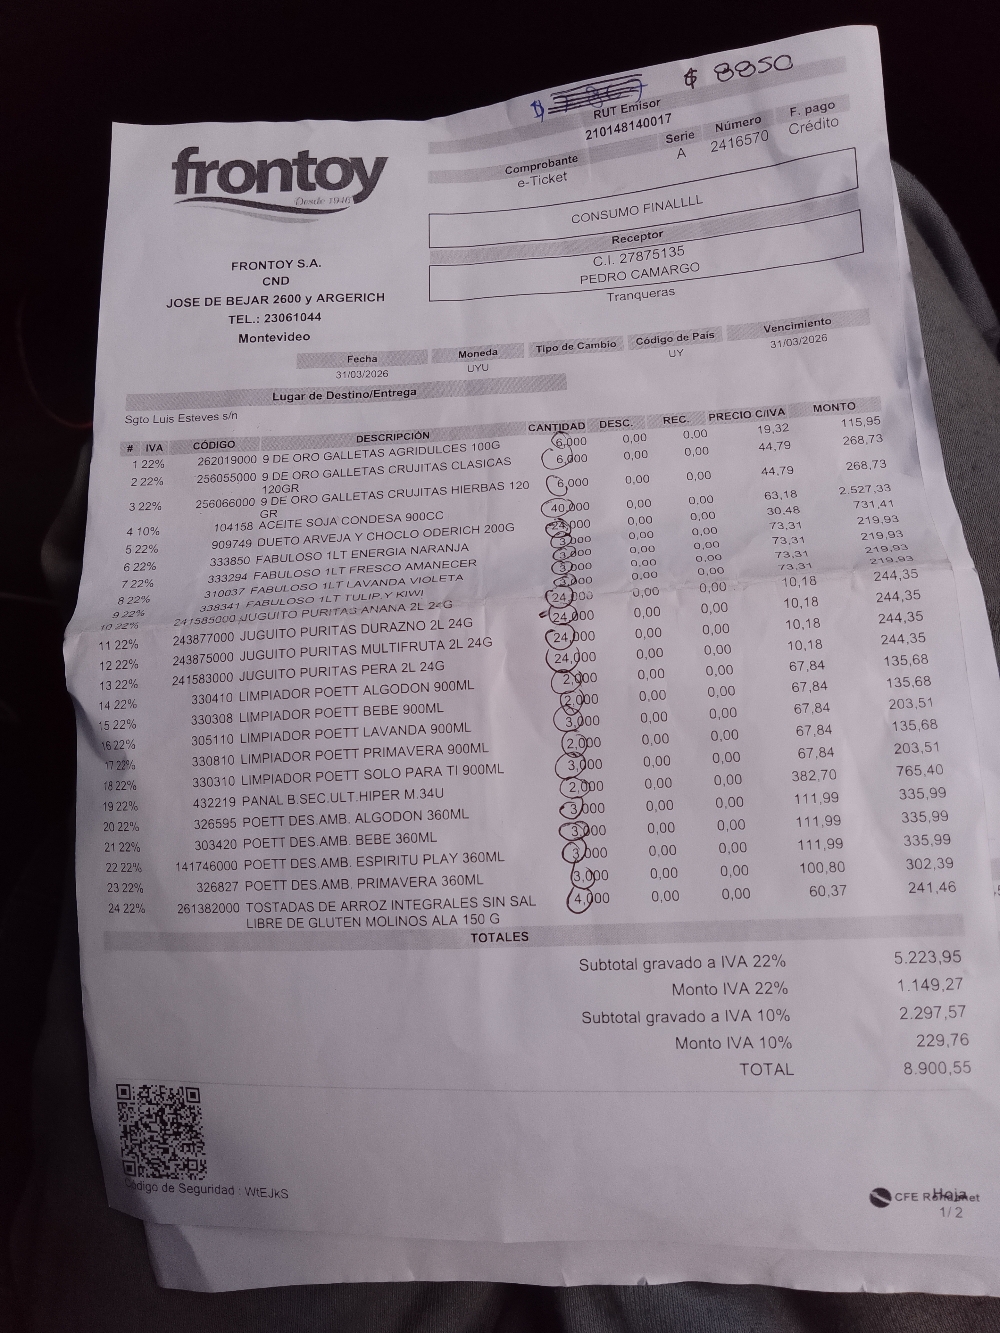 $ 8850
RUT Emisor
210148140017
Comprobante Serie Número F. pago
e-Ticket A 2416570 Crédito
frontoy
Desde 1946
CONSUMO FINALLLL
Receptor
C.I. 27875135
PEDRO CAMARGO
Tranqueras
FRONTOY S.A.
CND
JOSE DE BEJAR 2600 y ARGERICH
TEL.: 23061044
Montevideo
Fecha Moneda Tipo de Cambio Código de País Vencimiento
31/03/2026 UYU UY 31/03/2026
Lugar de Destino/Entrega
Sgto Luis Esteves s/n
# IVA CÓDIGO DESCRIPCIÓN CANTIDAD DESC. REC. PRECIO C/IVA MONTO
1 22% 262019000 9 DE ORO GALLETAS AGRIDULCES 100G 6,000 0,00 0,00 19,32 115,95
2 22% 256055000 9 DE ORO GALLETAS CRUJITAS CLASICAS 6,000 0,00 0,00 44,79 268,73
120GR
3 22% 256066000 9 DE ORO GALLETAS CRUJITAS HIERBAS 120 6,000 0,00 0,00 44,79 268,73
GR
4 10% 104158 ACEITE SOJA CONDESA 900CC 40,000 0,00 0,00 63,18 2.527,33
5 22% 909749 DUETO ARVEJA Y CHOCLO ODERICH 200G 24,000 0,00 0,00 30,48 731,41
6 22% 333850 FABULOSO 1LT ENERGIA NARANJA 3,000 0,00 0,00 73,31 219,93
7 22% 333294 FABULOSO 1LT FRESCO AMANECER 3,000 0,00 0,00 73,31 219,93
8 22% 310037 FABULOSO 1LT LAVANDA VIOLETA 3,000 0,00 0,00 73,31 219,93
9 22% 338341 FABULOSO 1LT TULIP Y KIWI 3,000 0,00 0,00 73,31 219,93
10 22% 241585000 JUGUITO PURITAS ANANA 2L 24G 24,000 0,00 0,00 10,18 244,35
11 22% 243877000 JUGUITO PURITAS DURAZNO 2L 24G 24,000 0,00 0,00 10,18 244,35
12 22% 243875000 JUGUITO PURITAS MULTIFRUTA 2L 24G 24,000 0,00 0,00 10,18 244,35
13 22% 241583000 JUGUITO PURITAS PERA 2L 24G 24,000 0,00 0,00 10,18 244,35
14 22% 330410 LIMPIADOR POETT ALGODON 900ML 2,000 0,00 0,00 67,84 135,68
15 22% 330308 LIMPIADOR POETT BEBE 900ML 2,000 0,00 0,00 67,84 135,68
16 22% 305110 LIMPIADOR POETT LAVANDA 900ML 3,000 0,00 0,00 67,84 203,51
17 22% 330810 LIMPIADOR POETT PRIMAVERA 900ML 2,000 0,00 0,00 67,84 135,68
18 22% 330310 LIMPIADOR POETT SOLO PARA TI 900ML 3,000 0,00 0,00 67,84 203,51
19 22% 432219 PANAL B.SEC.ULT.HIPER M.34U 2,000 0,00 0,00 382,70 765,40
20 22% 326595 POETT DES.AMB. ALGODON 360ML 3,000 0,00 0,00 111,99 335,99
21 22% 303420 POETT DES.AMB. BEBE 360ML 3,000 0,00 0,00 111,99 335,99
22 22% 141746000 POETT DES.AMB. ESPIRITU PLAY 360ML 3,000 0,00 0,00 111,99 335,99
23 22% 326827 POETT DES.AMB. PRIMAVERA 360ML 3,000 0,00 0,00 100,80 302,39
24 22% 261382000 TOSTADAS DE ARROZ INTEGRALES SIN SAL 4,000 0,00 0,00 60,37 241,46
LIBRE DE GLUTEN MOLINOS ALA 150 G
TOTALES
Subtotal gravado a IVA 22% 5.223,95
Monto IVA 22% 1.149,27
Subtotal gravado a IVA 10% 2.297,57
Monto IVA 10% 229,76
TOTAL 8.900,55
Código de Seguridad : WtEJkS
CFE
Hoja
1/ 2